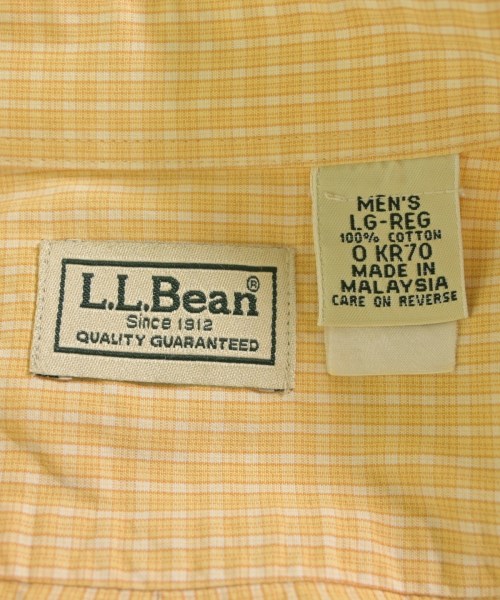 L.L.Bean®
Since 1912
QUALITY GUARANTEED
MEN'S
LG-REG
100% COTTON
0 KR70
MADE IN
MALAYSIA
CARE ON REVERSE